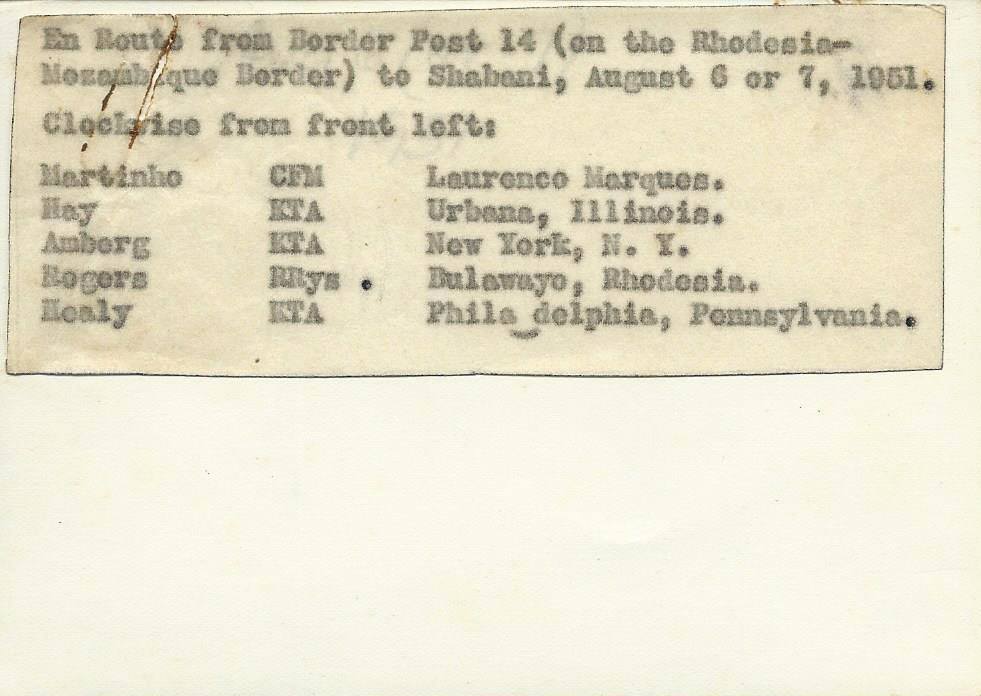 En Route from Border Post 14 (on the Rhodesia-
Mozambique Border) to Shabani, August 6 or 7, 1951.
Clockwise from front left:
Martinho CFM Laurenco Marques.
Hay KTA Urbana, Illinois.
Amberg KTA New York, N. Y.
Rogers RRys . Bulawayo, Rhodesia.
Healy KTA Phila delphia, Pennsylvania.